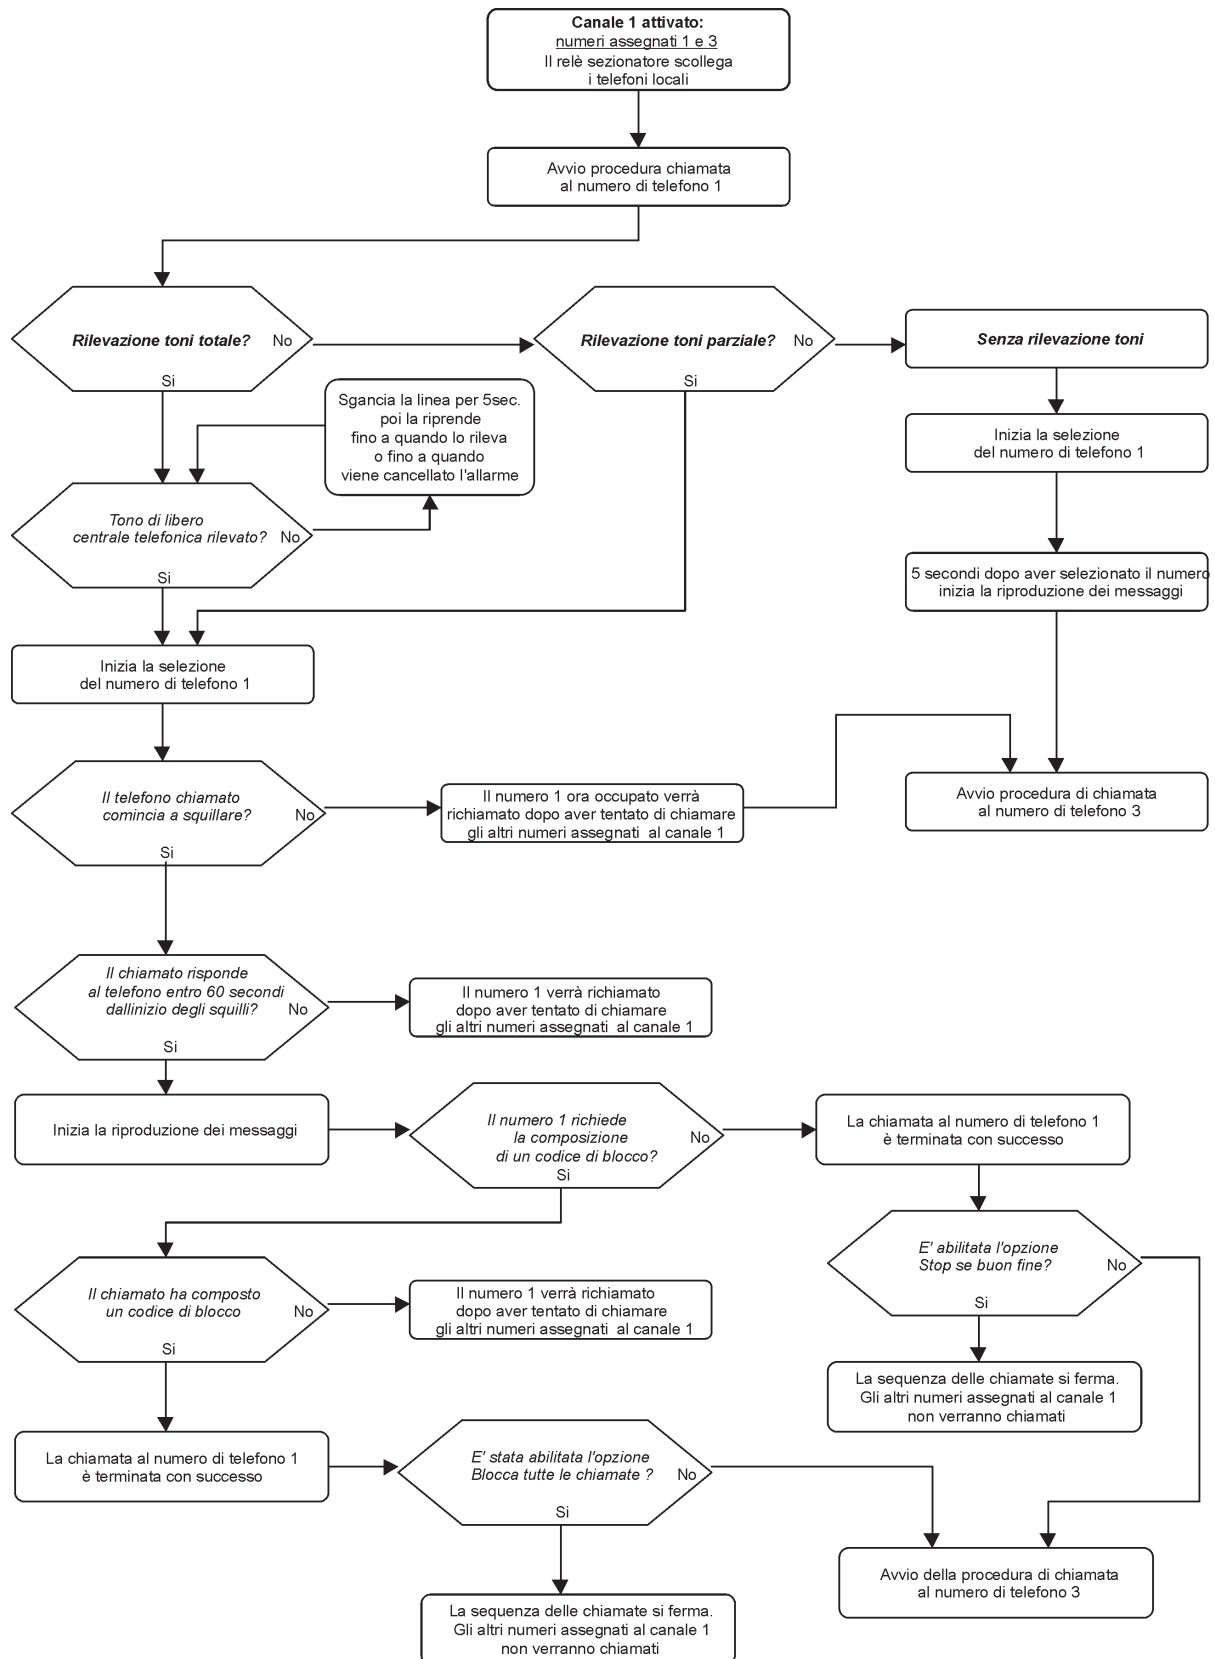 Canale 1 attivato:
numeri assegnati 1 e 3
Il relè sezionatore scollega
i telefoni locali
Avvio procedura chiamata
al numero di telefono 1
Rilevazione toni totale?
No
Si
Rilevazione toni parziale?
No
Si
Senza rilevazione toni
Sgancia la linea per 5sec.
poi la riprende
fino a quando lo rileva
o fino a quando
viene cancellato l'allarme
Inizia la selezione
del numero di telefono 1
Tono di libero
centrale telefonica rilevato?
No
Si
5 secondi dopo aver selezionato il numero
inizia la riproduzione dei messaggi
Inizia la selezione
del numero di telefono 1
Il telefono chiamato
comincia a squillare?
No
Si
Il numero 1 ora occupato verrà
richiamato dopo aver tentato di chiamare
gli altri numeri assegnati al canale 1
Avvio procedura di chiamata
al numero di telefono 3
Il chiamato risponde
al telefono entro 60 secondi
dallinizio degli squilli?
No
Si
Il numero 1 verrà richiamato
dopo aver tentato di chiamare
gli altri numeri assegnati al canale 1
Inizia la riproduzione dei messaggi
Il numero 1 richiede
la composizione
di un codice di blocco?
No
Si
La chiamata al numero di telefono 1
è terminata con successo
E' abilitata l'opzione
Stop se buon fine?
No
Si
Il chiamato ha composto
un codice di blocco
No
Si
Il numero 1 verrà richiamato
dopo aver tentato di chiamare
gli altri numeri assegnati al canale 1
La sequenza delle chiamate si ferma.
Gli altri numeri assegnati al canale 1
non verranno chiamati
La chiamata al numero di telefono 1
è terminata con successo
E' stata abilitata l'opzione
Blocca tutte le chiamate ?
No
Si
Avvio della procedura di chiamata
al numero di telefono 3
La sequenza delle chiamate si ferma.
Gli altri numeri assegnati al canale 1
non verranno chiamati